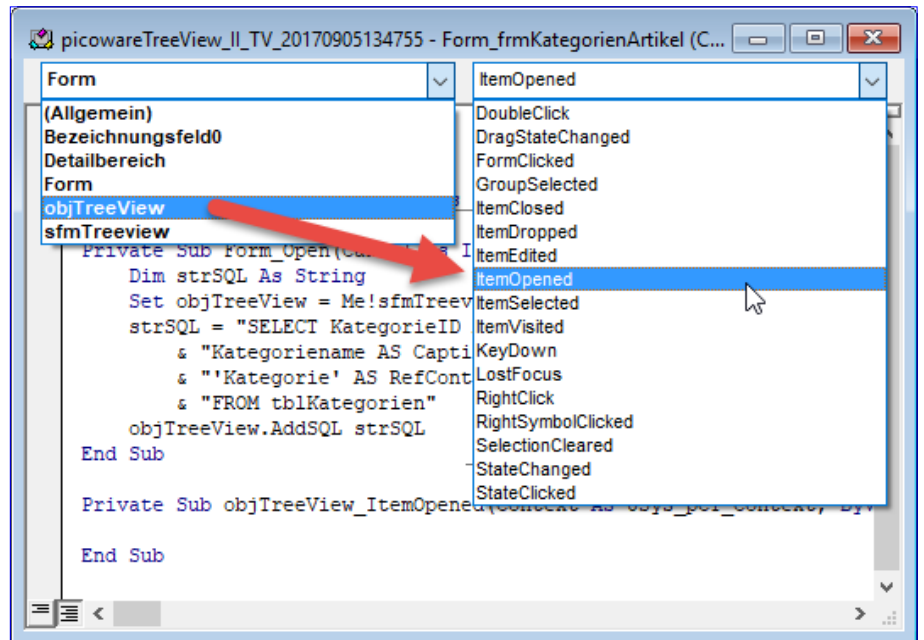 picowareTreeView_II_TV_20170905134755 - Form_frmKategorienArtikel (C...
Form
ItemOpened
(Allgemein)
Bezeichnungsfeld0
Detailbereich
Form
objTreeView
sfmTreeview
DoubleClick
DragStateChanged
FormClicked
GroupSelected
ItemClosed
ItemDropped
ItemEdited
ItemOpened
ItemSelected
ItemVisited
KeyDown
LostFocus
RightClick
RightSymbolClicked
SelectionCleared
StateChanged
StateClicked
Private Sub Form_Open(
Dim strSQL As String
Set objTreeView = Me!sfmTreev
strSQL = "SELECT KategorieID
& "Kategoriename AS Capti
& "'Kategorie' AS RefCont
& "FROM tblKategorien"
objTreeView.AddSQL strSQL
End Sub
Private Sub objTreeView_ItemOpened(Context As
End Sub